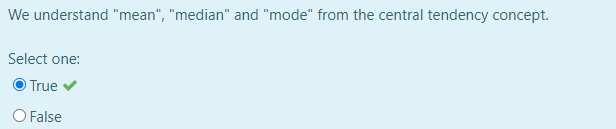 We understand "mean", "median" and "mode" from the central tendency concept.
Select one:
True
False